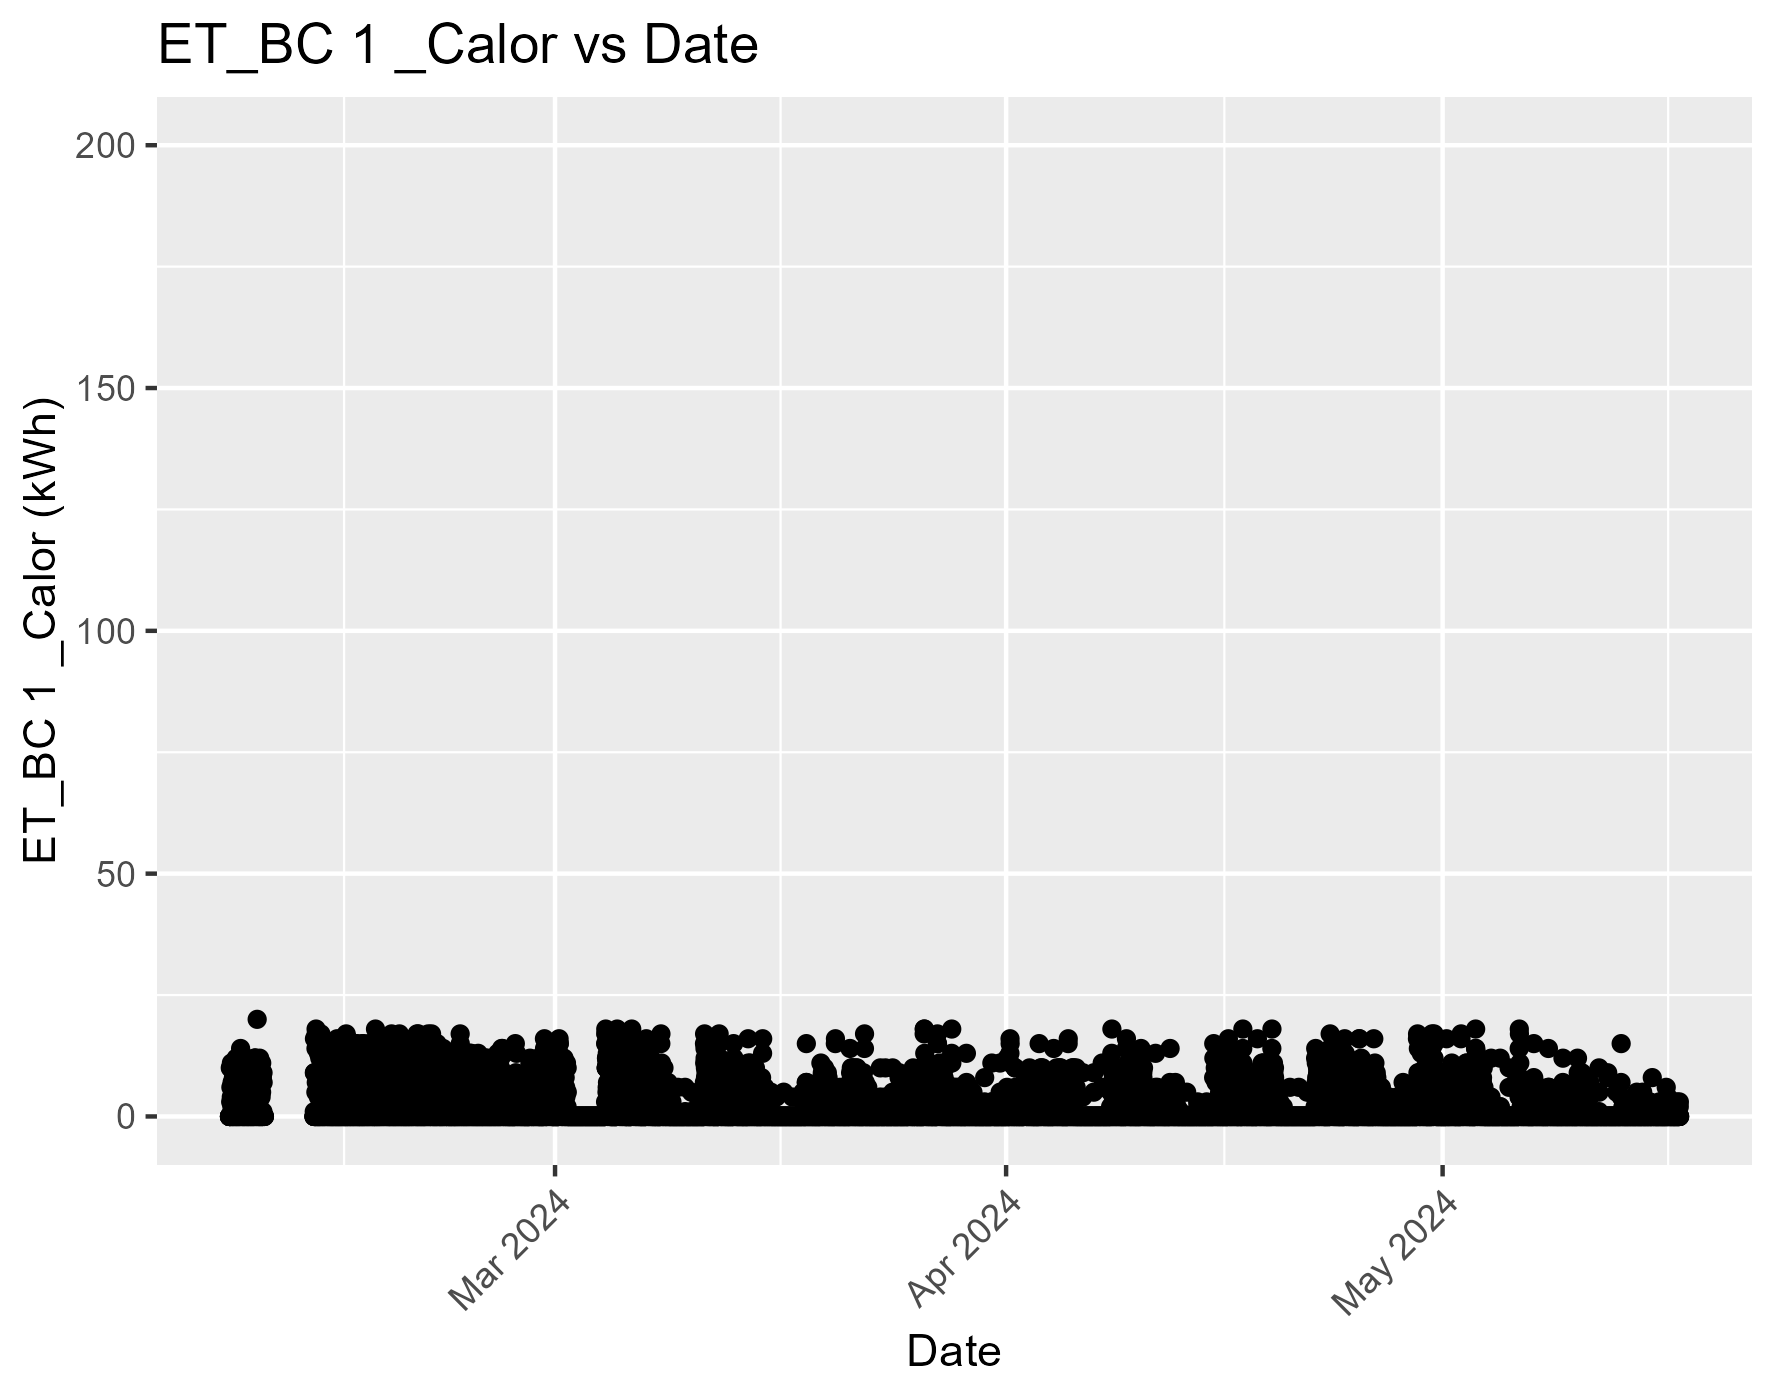 ET_BC 1 _Calor vs Date
ET_BC 1 _Calor (kWh)
200
150
100
50
0
Mar 2024
Apr 2024
May 2024
Date